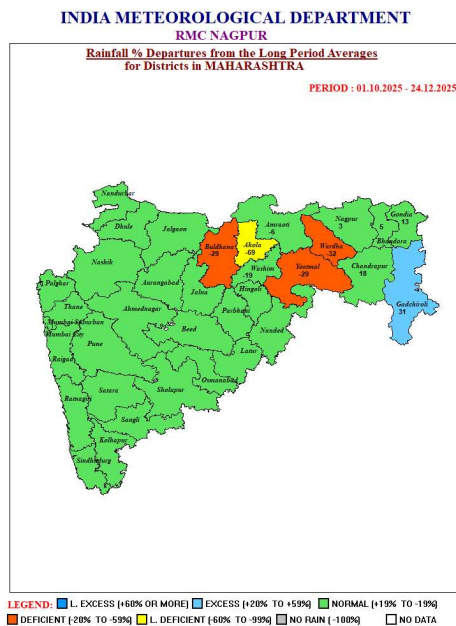 INDIA METEOROLOGICAL DEPARTMENT
RMC NAGPUR
Rainfall % Departures from the Long Period Averages
for Districts in MAHARASHTRA
PERIOD : 01.10.2025 - 24.12.2025
Nandurbar
Dhule
Jalgaon
Buldhana
-29
Akola
-69
Amraoti
-6
Nagpur
3
Gondia
13
5
Bhandara
Wardha
-32
Washim
-19
Yeotmal
-29
Chandrapur
18
Gadchiroli
31
Nashik
Palghar
Aurangabad
Jalna
Hingoli
Parbhani
Nanded
Thane
Ahmednagar
Mumbai Suburban
Mumbai City
Beed
Pune
Raigad
Latur
Osmanabad
Satara
Sholapur
Ratnagiri
Sangli
Kolhapur
Sindhudurg
LEGEND: L. EXCESS (+60% OR MORE) EXCESS (+20% TO +59%) NORMAL (+19% TO -19%)
DEFICIENT (-20% TO -59%) L. DEFICIENT (-60% TO -99%) NO RAIN (-100%) NO DATA